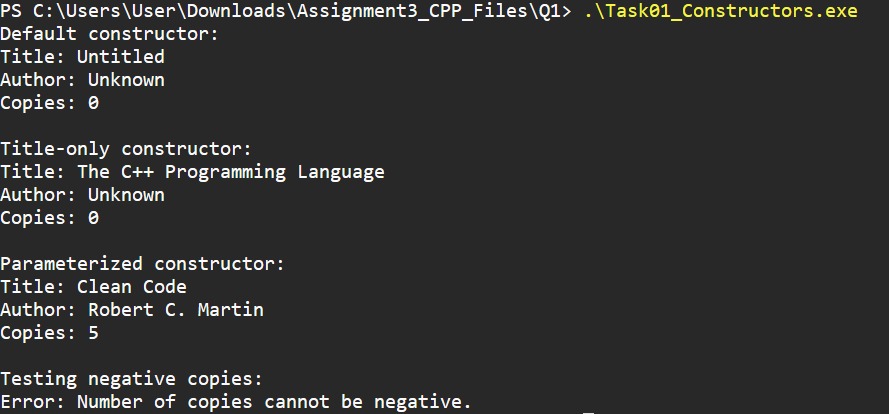 PS C:\Users\User\Downloads\Assignment3_CPP_Files\Q1> .\Task01_Constructors.exe
Default constructor:
Title: Untitled
Author: Unknown
Copies: 0

Title-only constructor:
Title: The C++ Programming Language
Author: Unknown
Copies: 0

Parameterized constructor:
Title: Clean Code
Author: Robert C. Martin
Copies: 5

Testing negative copies:
Error: Number of copies cannot be negative.